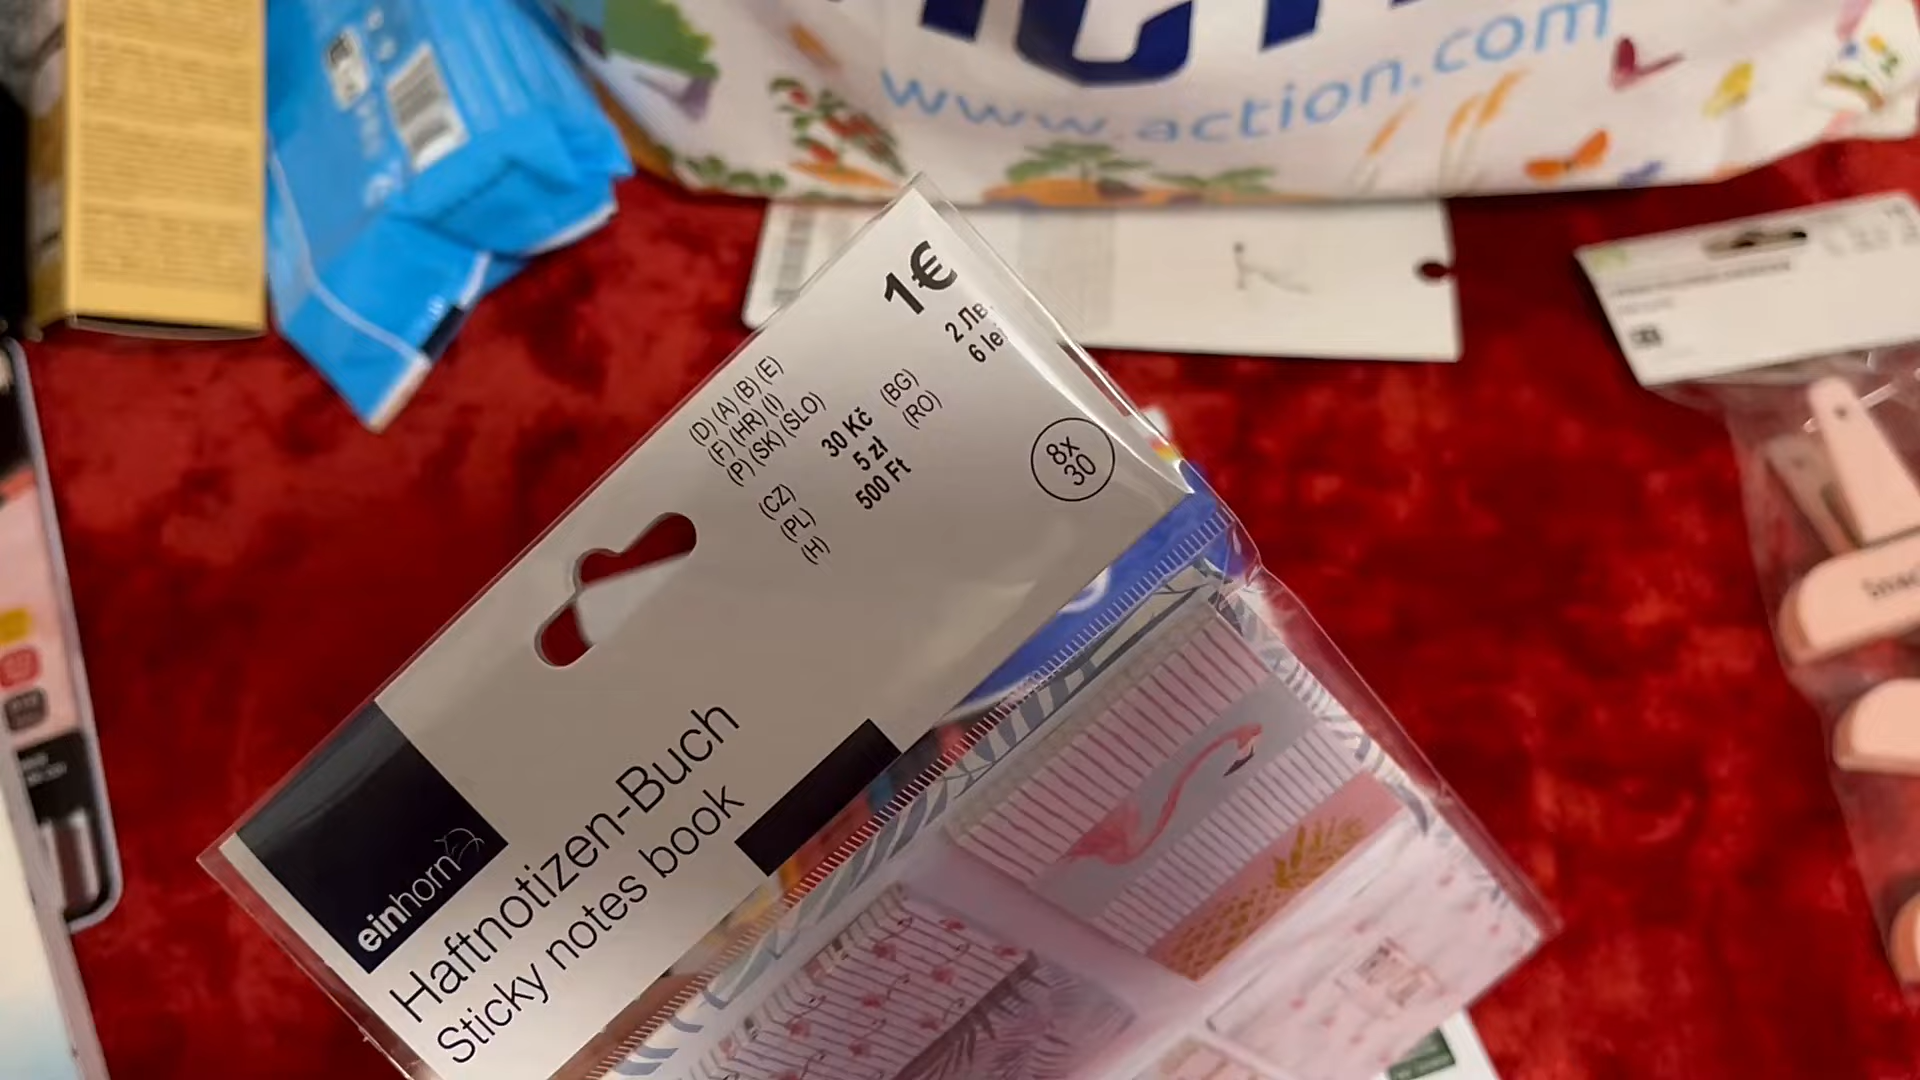 www.action.com
1€
2 Лв.
6 lei
(D) (A) (B) (E)
(F) (HR) (I)
(P) (SK) (SLO)
(BG)
(RO)
30 Kč
5 zł
500 Ft
(CZ)
(PL)
(H)
8x
30
einhorn
Haftnotizen-Buch
Sticky notes book